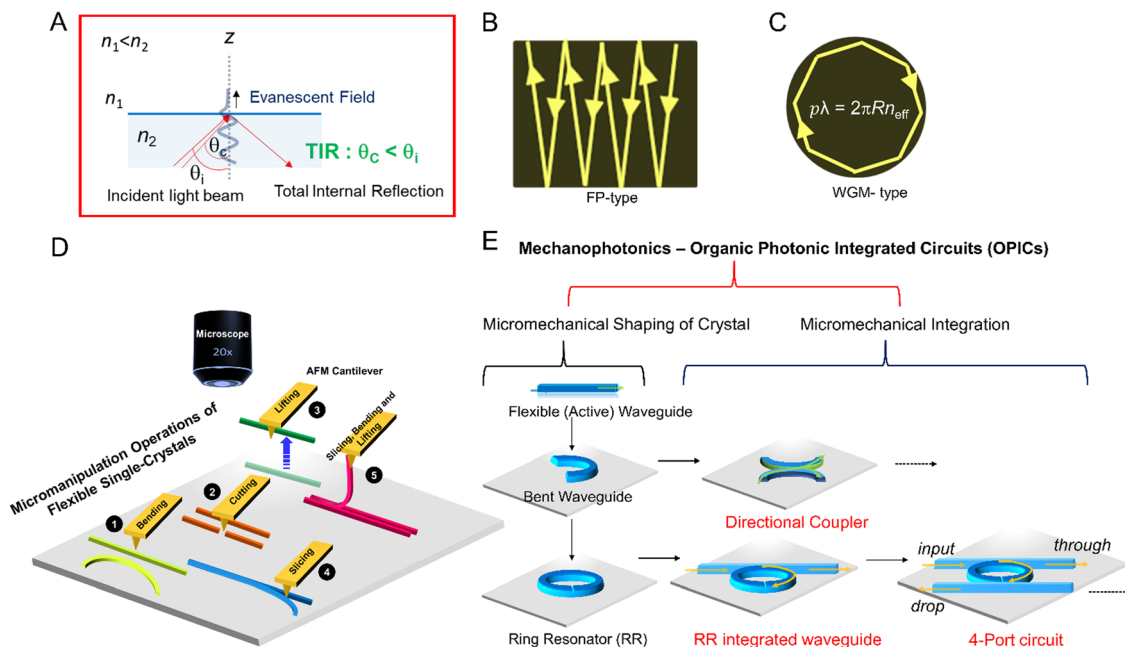 A
n1<n2
z
n1
Evanescent Field
n2
θC
TIR : θC < θi
θi
Incident light beam
Total Internal Reflection
B
FP-type
C
pλ = 2πRneff
WGM- type
D
Microscope
20x
AFM Cantilever
Micromanipulation Operations of
Flexible Single-Crystals
Lifting
3
Slicing, Bending and
Lifting
5
2
Cutting
1
Bending
Slicing
4
E
Mechanophotonics – Organic Photonic Integrated Circuits (OPICs)
Micromechanical Shaping of Crystal
Micromechanical Integration
Flexible (Active) Waveguide
Bent Waveguide
Directional Coupler
input
through
drop
Ring Resonator (RR)
RR integrated waveguide
4-Port circuit